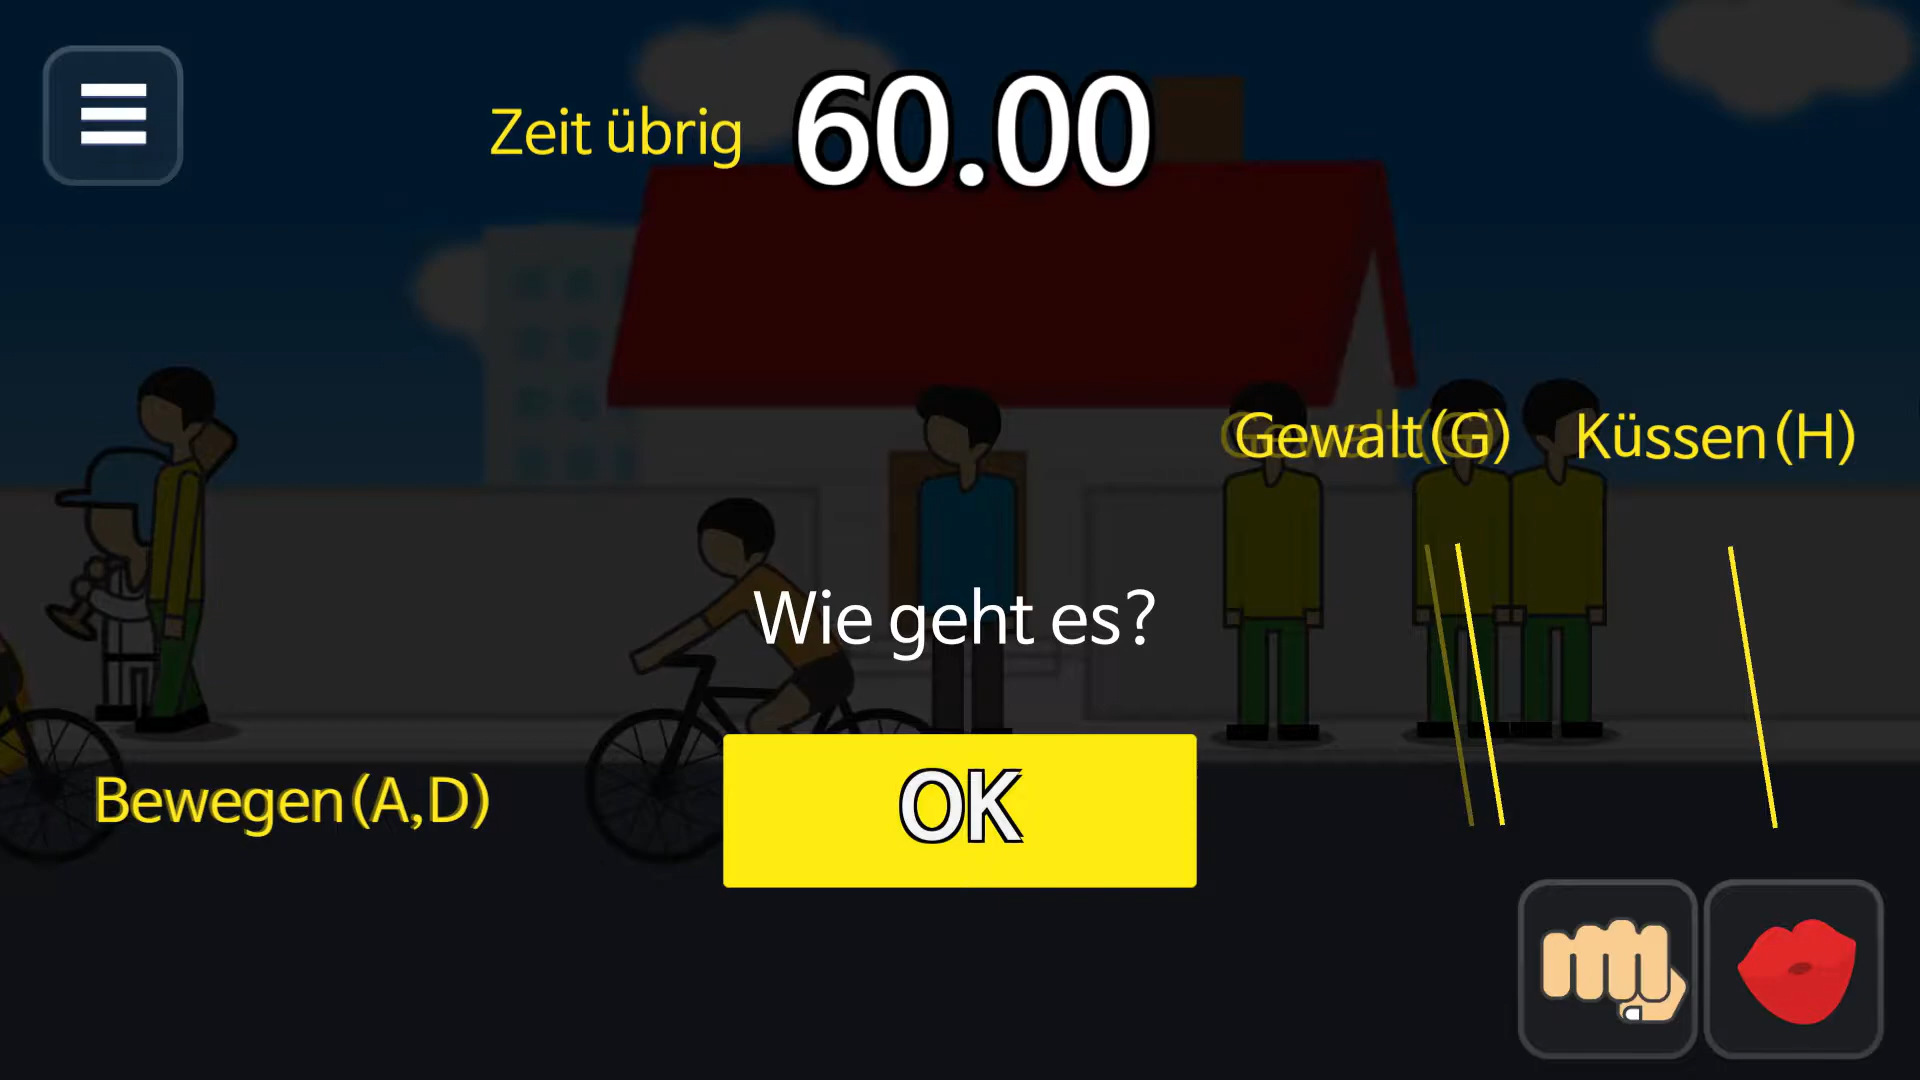 Zeit übrig 60.00
Gewalt(G) Küssen(H)
Wie geht es?
Bewegen(A,D)
OK